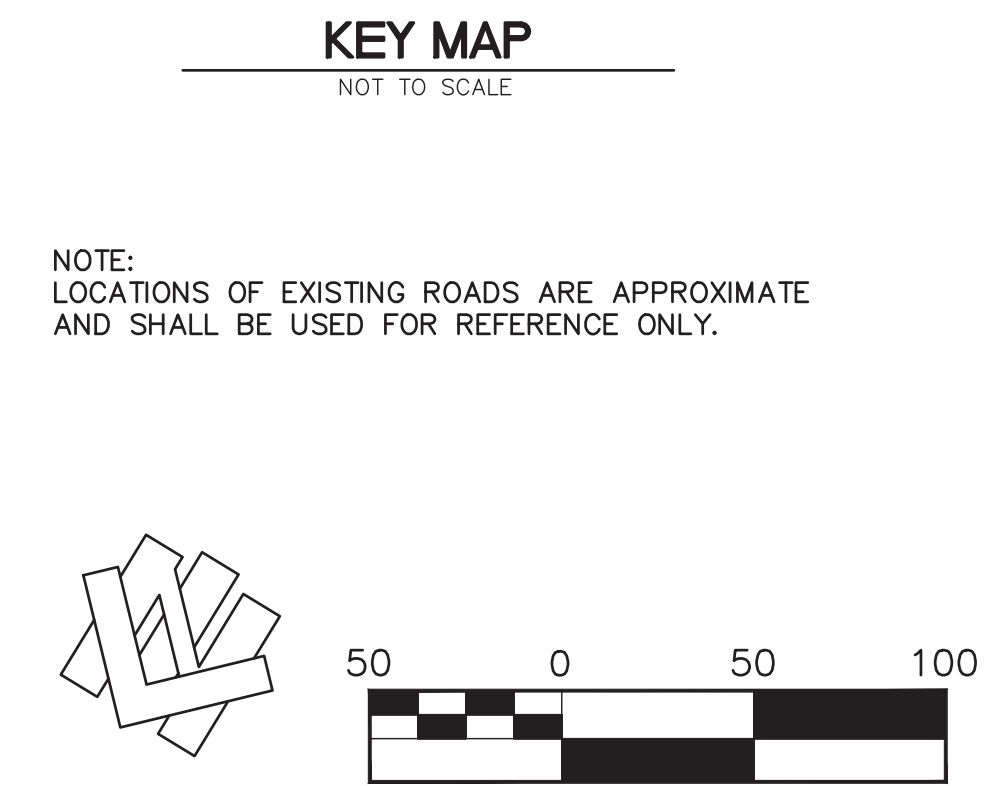 KEY MAP
NOT TO SCALE
NOTE:
LOCATIONS OF EXISTING ROADS ARE APPROXIMATE
AND SHALL BE USED FOR REFERENCE ONLY.
50 0 50 100